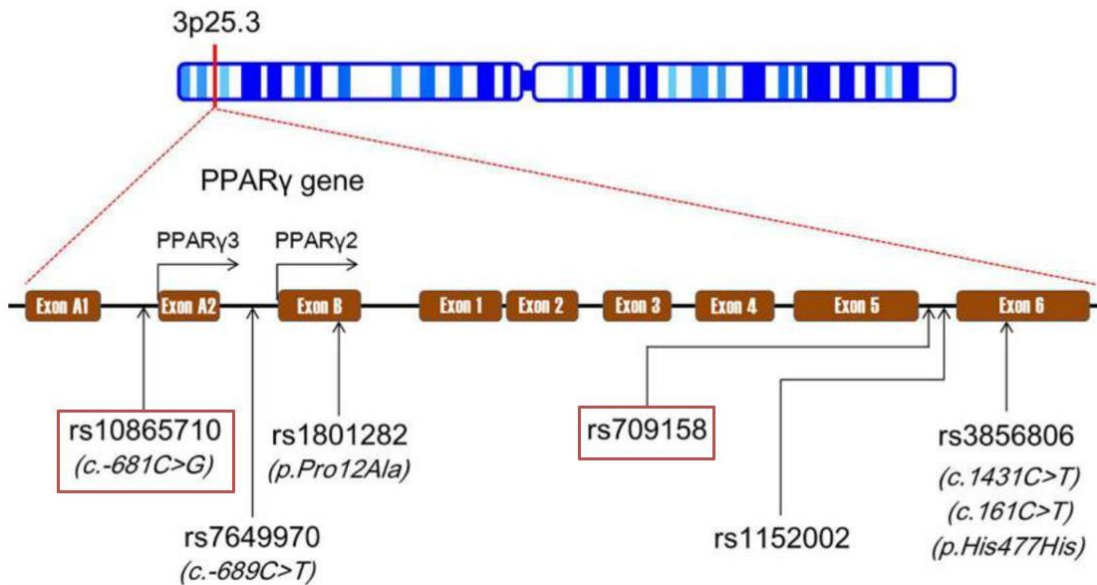 3p25.3
PPARγ gene
PPARγ3
PPARγ2
Exon A1
Exon A2
Exon B
Exon 1
Exon 2
Exon 3
Exon 4
Exon 5
Exon 6
rs10865710
(c.-681C>G)
rs1801282
(p.Pro12Ala)
rs709158
rs3856806
(c.1431C>T)
(c.161C>T)
(p.His477His)
rs7649970
(c.-689C>T)
rs1152002